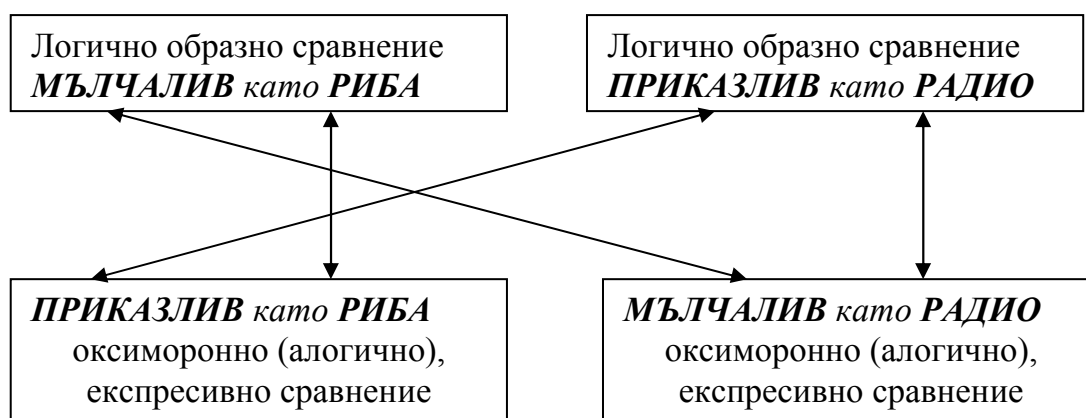 Логично образно сравнение
МЪЛЧАЛИВ като РИБА
Логично образно сравнение
ПРИКАЗЛИВ като РАДИО
ПРИКАЗЛИВ като РИБА
оксиморонно (алогично),
експресивно сравнение
МЪЛЧАЛИВ като РАДИО
оксиморонно (алогично),
експресивно сравнение